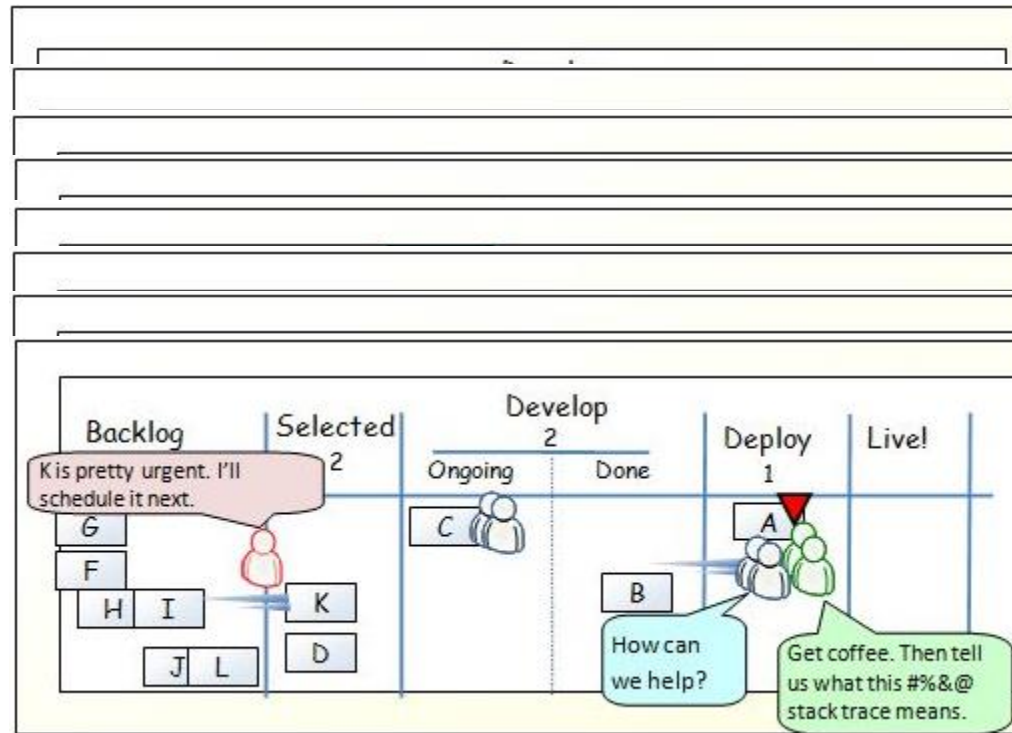 Develop
Backlog
Selected
2
2
Deploy
Live!
Ongoing
Done
1
K is pretty urgent. I'll
schedule it next.
G
C
A
F
B
H
I
K
D
J
L
How can
we help?
Get coffee. Then tell
us what this #%&@
stack trace means.